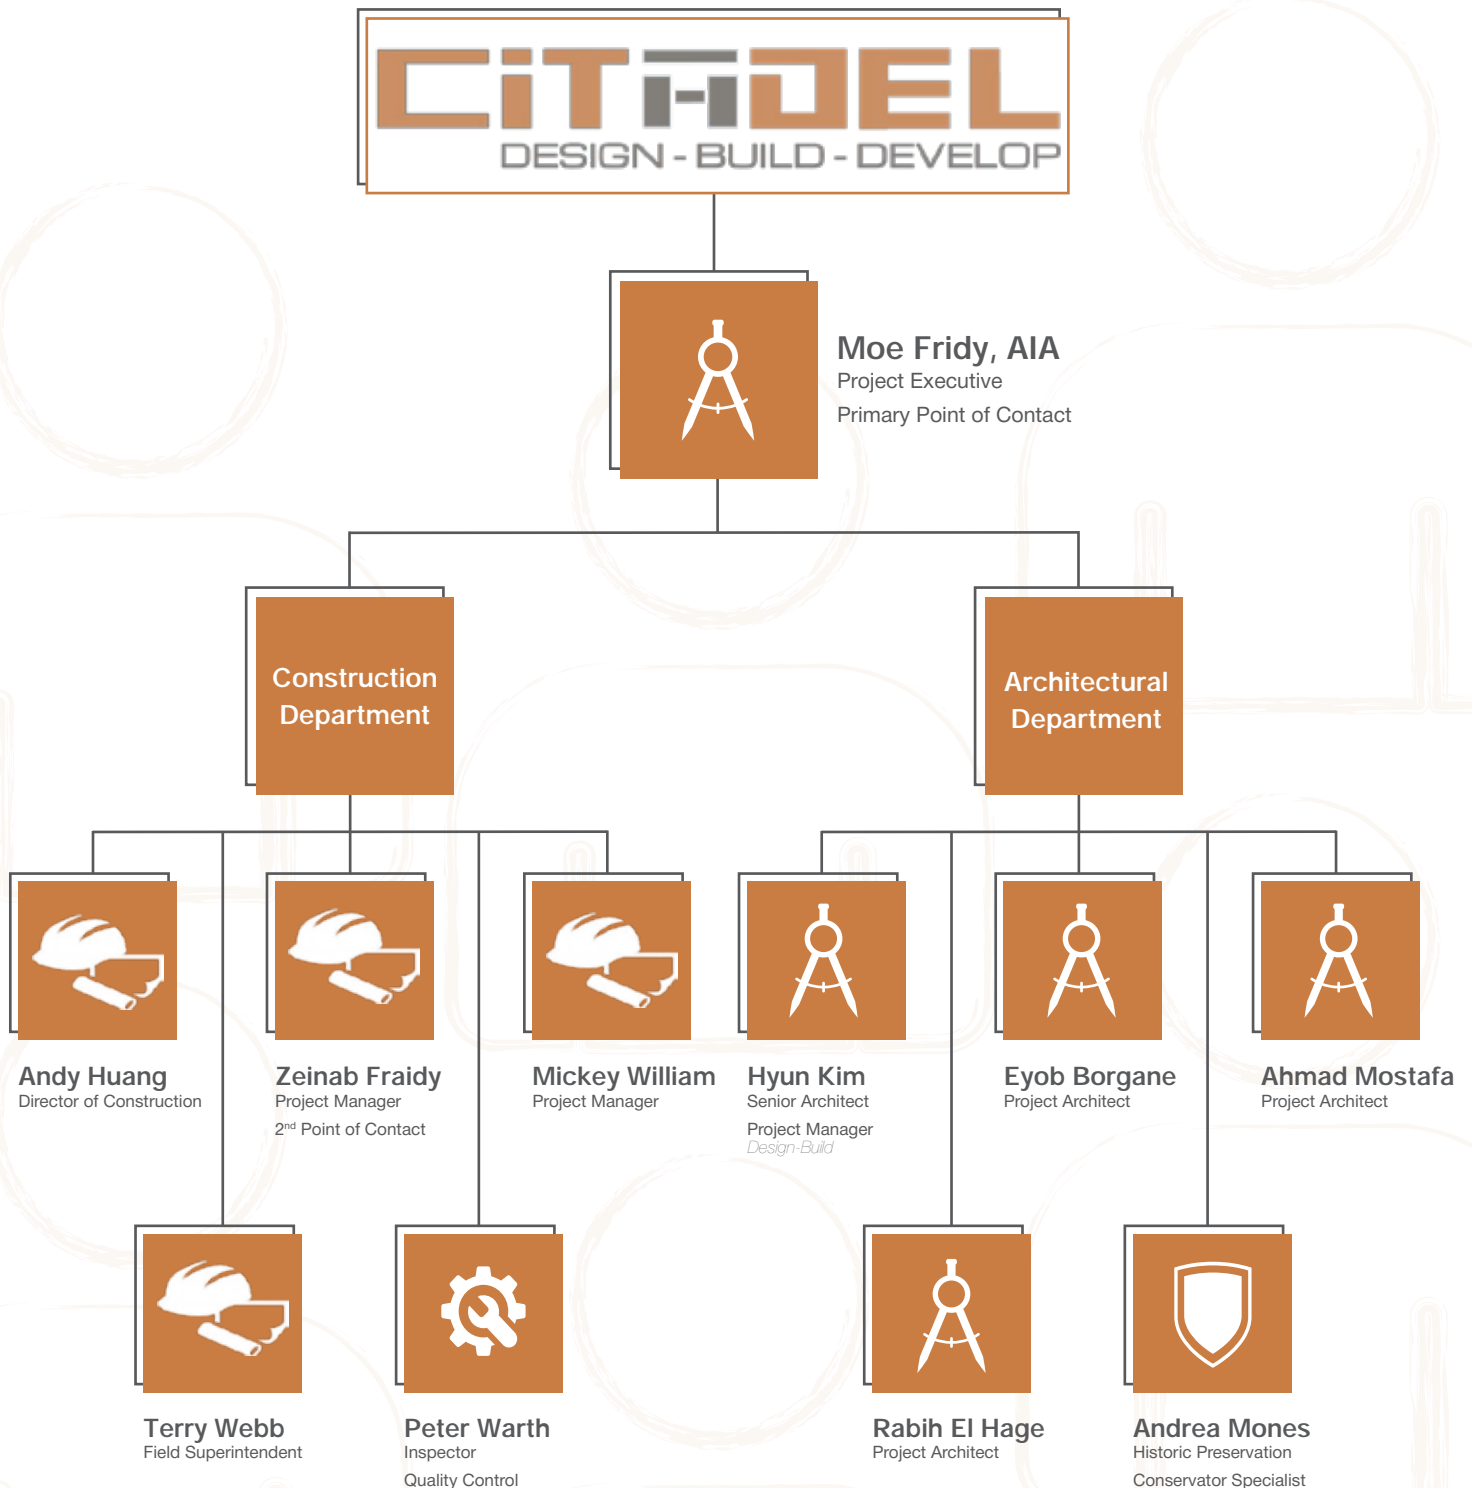 CiTADEL
DESIGN - BUILD - DEVELOP
Moe Fridy, AIA
Project Executive
Primary Point of Contact
Construction
Department
Architectural
Department
Andy Huang
Director of Construction
Zeinab Fraidy
Project Manager
2nd Point of Contact
Mickey William
Project Manager
Hyun Kim
Senior Architect
Project Manager
Design-Build
Eyob Borgane
Project Architect
Ahmad Mostafa
Project Architect
Terry Webb
Field Superintendent
Peter Warth
Inspector
Quality Control
Rabih El Hage
Project Architect
Andrea Mones
Historic Preservation
Conservator Specialist